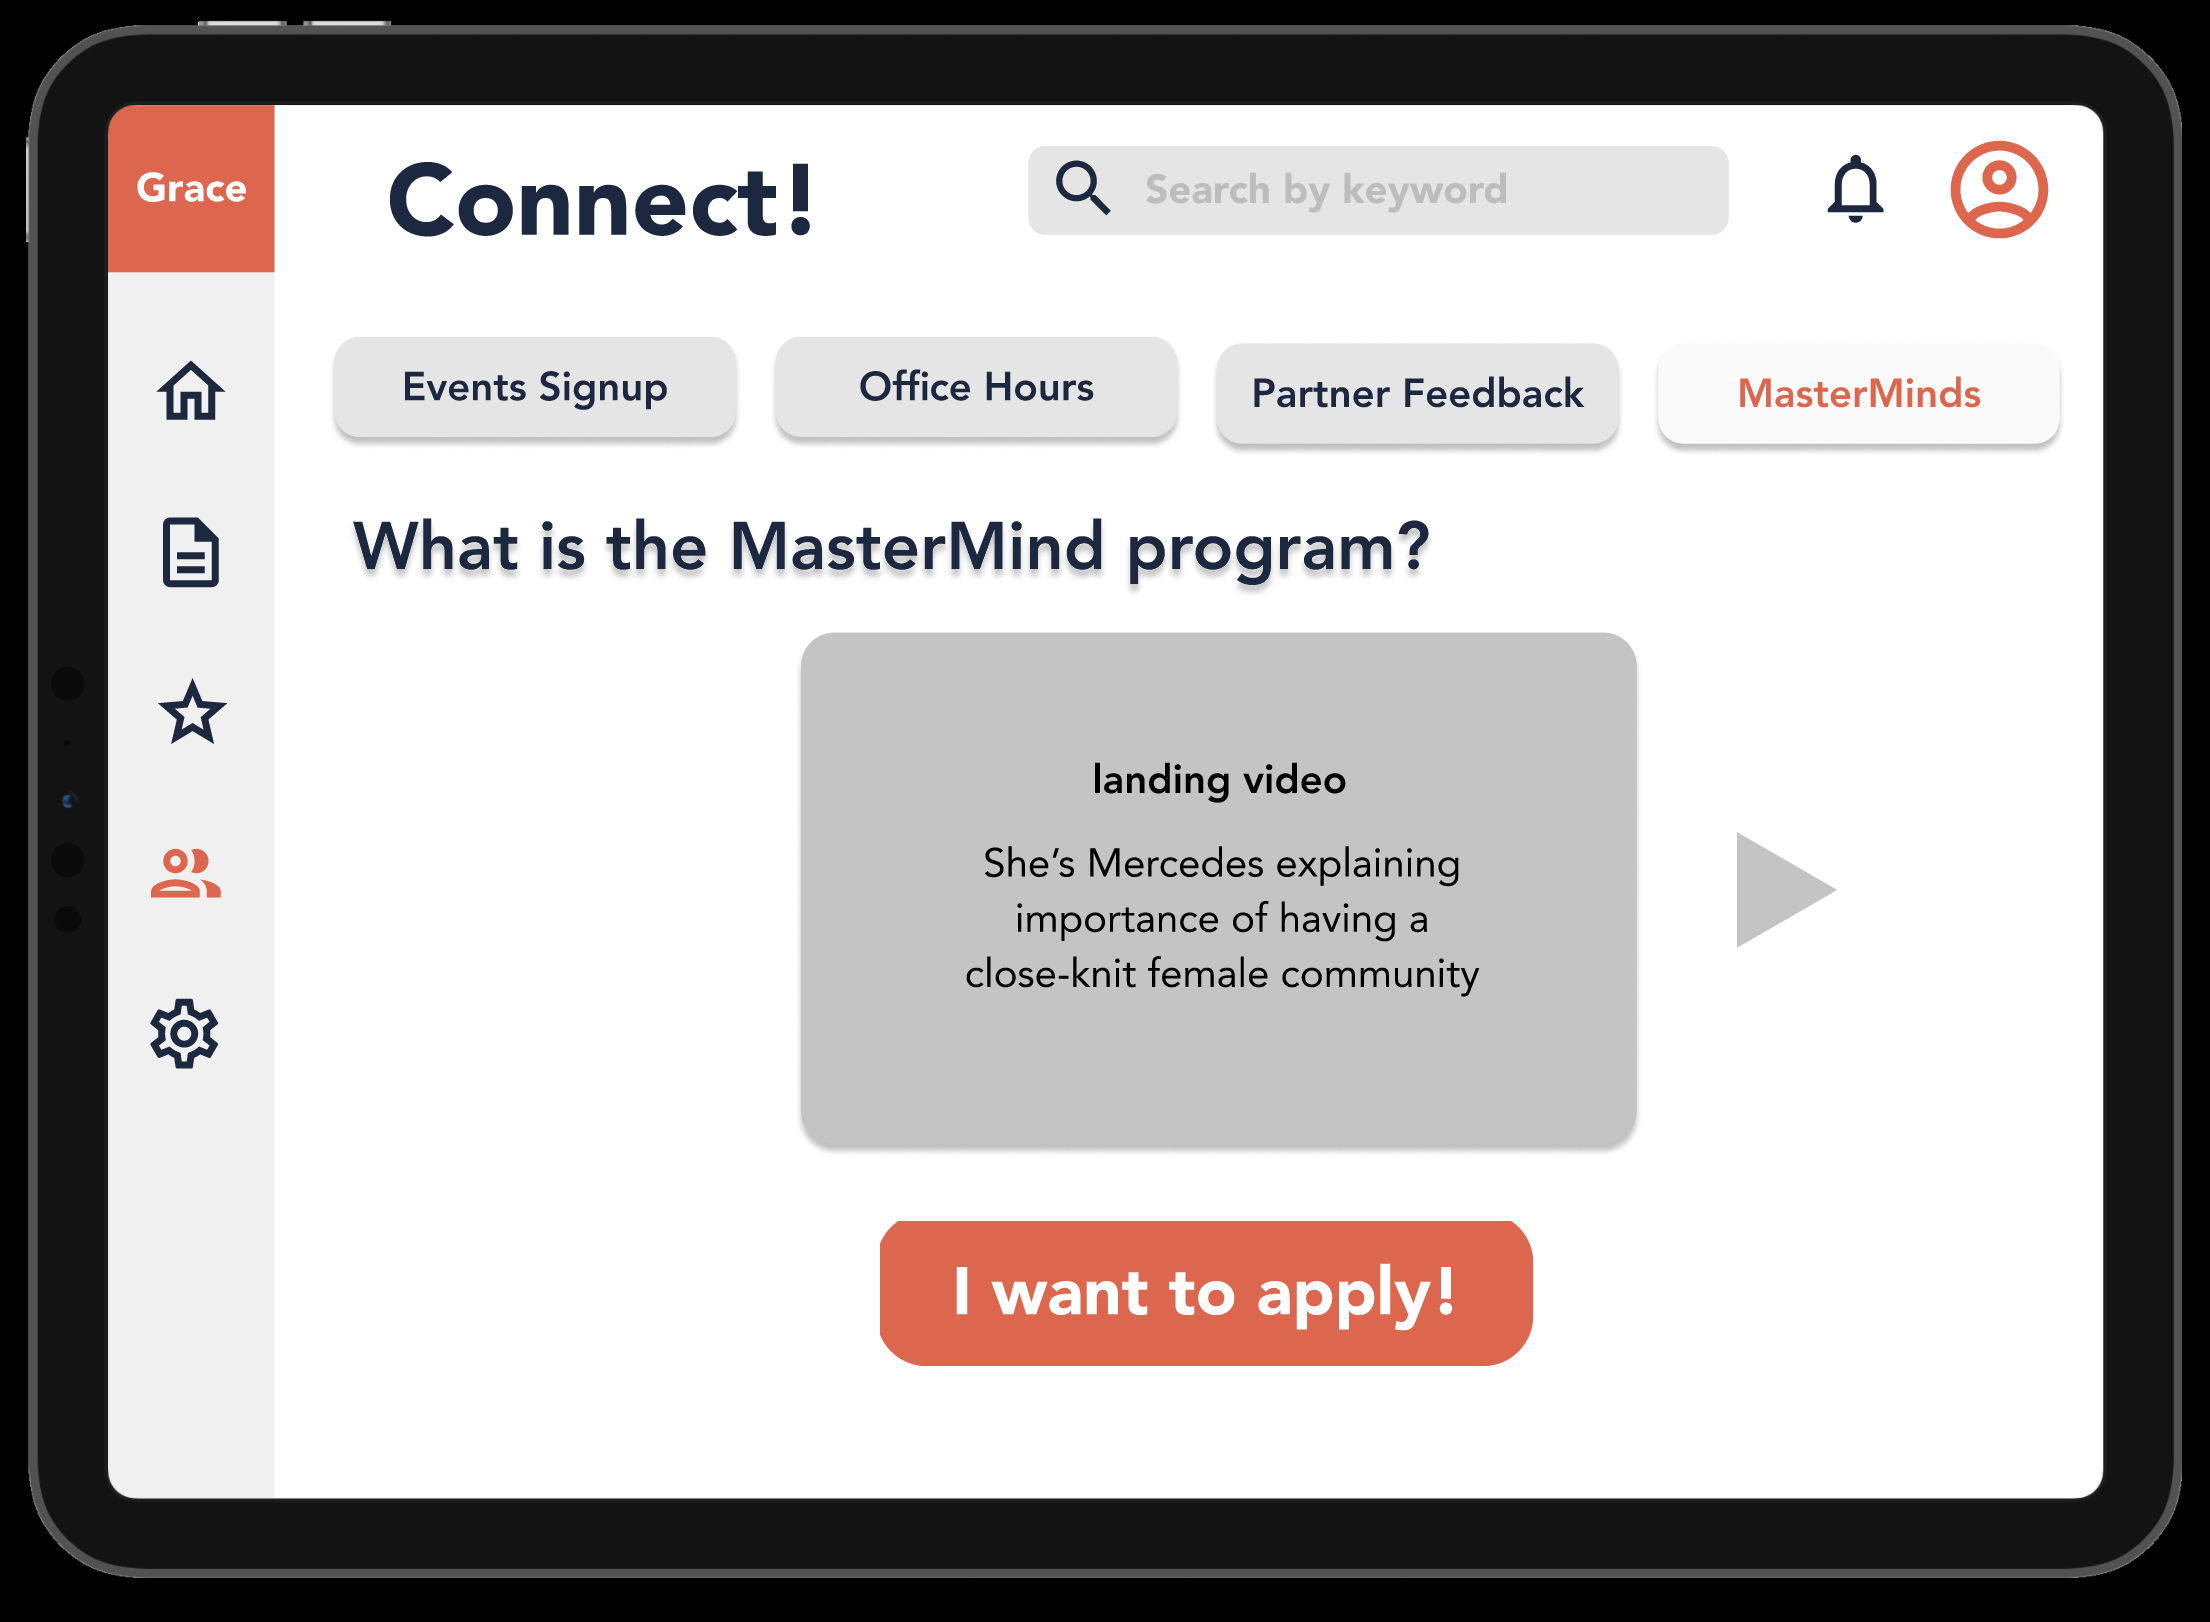 Grace
Connect!
Search by keyword
Events Signup
Office Hours
Partner Feedback
MasterMinds
What is the MasterMind program?
landing video
She’s Mercedes explaining
importance of having a
close-knit female community
I want to apply!